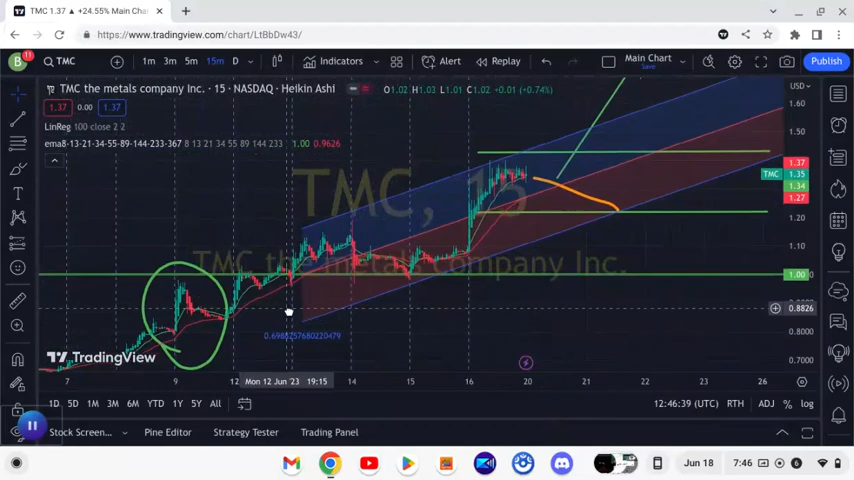 TMC 1.37 ▲ +24.55% Main Chart
https://www.tradingview.com/chart/LtBbDw43/
B 11 TMC 1m 3m 5m 15m D Indicators Alert Replay Main Chart Save Publish
TMC the metals company Inc. · 15 · NASDAQ · Heikin Ashi O1.02 H1.03 L1.01 C1.02 +0.01 (+0.74%) USD
1.37 0.00 1.37
LinReg 100 close 2 2
ema8-13-21-34-55-89-144-233-367 8 13 21 34 55 89 144 233 1.00 0.9626
1.60
1.50
1.37
TMC 1.35
1.34
1.27
1.20
1.10
1.00
0.8826
0.8000
0.7000
TMC, 15
TMC the metals company Inc.
0.6982257680220479
TradingView
7 9 12 Mon 12 Jun '23 19:15 14 15 16 20 21 22 23 25 26
1D 5D 1M 3M 6M YTD 1Y 5Y All 12:46:39 (UTC) RTH ADJ % log
Stock Screen... Pine Editor Strategy Tester Trading Panel
Jun 18 7:46 6